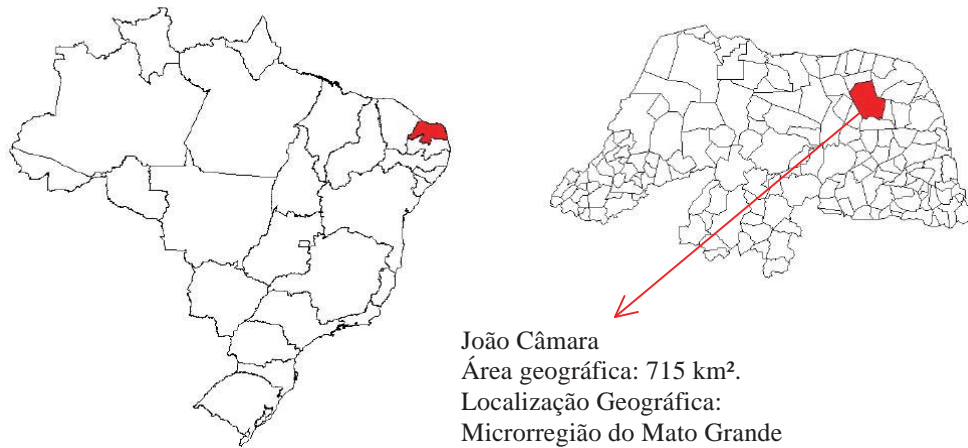 João Câmara
Área geográfica: 715 km².
Localização Geográfica:
Microrregião do Mato Grande